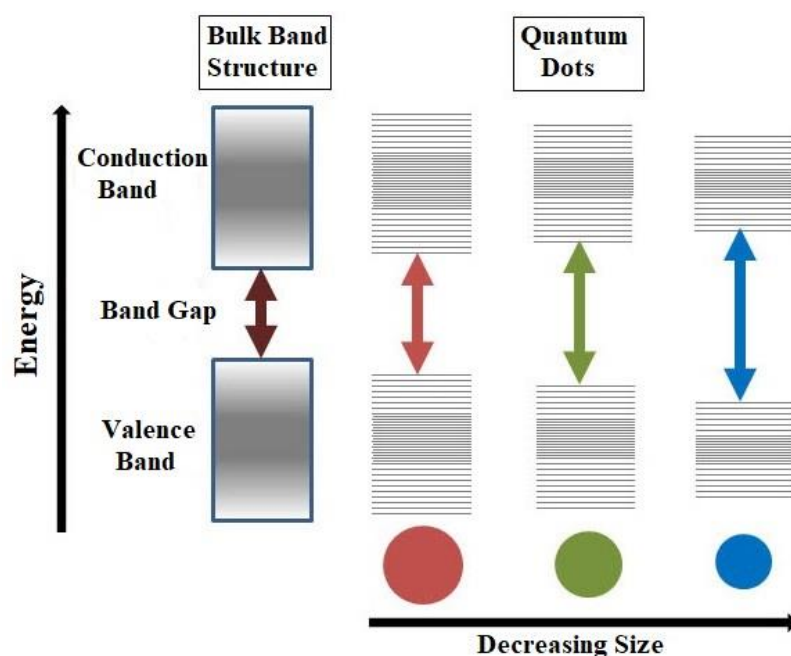 Bulk Band
Structure
Quantum
Dots
Conduction
Band
Band Gap
Energy
Valence
Band
Decreasing Size